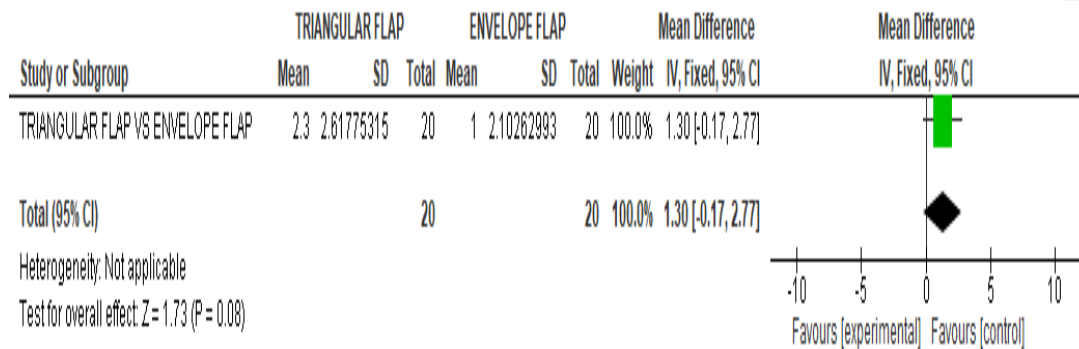 TRIANGULAR FLAP ENVELOPE FLAP Mean Difference Mean Difference
Study or Subgroup Mean SD Total Mean SD Total Weight IV, Fixed, 95% CI IV, Fixed, 95% CI
TRIANGULAR FLAP VS ENVELOPE FLAP 2.3 2.61775315 20 1 2.10262993 20 100.0% 1.30 [-0.17, 2.77]
Total (95% CI) 20 20 100.0% 1.30 [-0.17, 2.77]
Heterogeneity: Not applicable
Test for overall effect: Z = 1.73 (P = 0.08)
-10 -5 0 5 10
Favours [experimental] Favours [control]